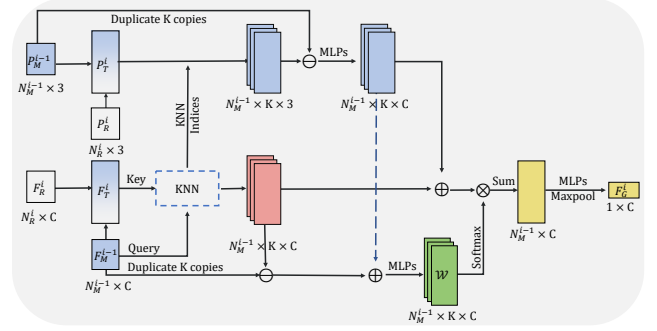 Duplicate K copies
P_M^{i-1}
N_M^{i-1} × 3
P_T^i
P_R^i
N_R^i × 3
KNN
Indices
N_M^{i-1} × K × 3
MLPs
N_M^{i-1} × K × C
F_R^i
N_R^i × C
F_T^i
Key
KNN
Query
F_M^{i-1}
N_M^{i-1} × C
Duplicate K copies
N_M^{i-1} × K × C
MLPs
W
N_M^{i-1} × K × C
Softmax
Sum
N_M^{i-1} × C
MLPs
Maxpool
F_G^i
1 × C